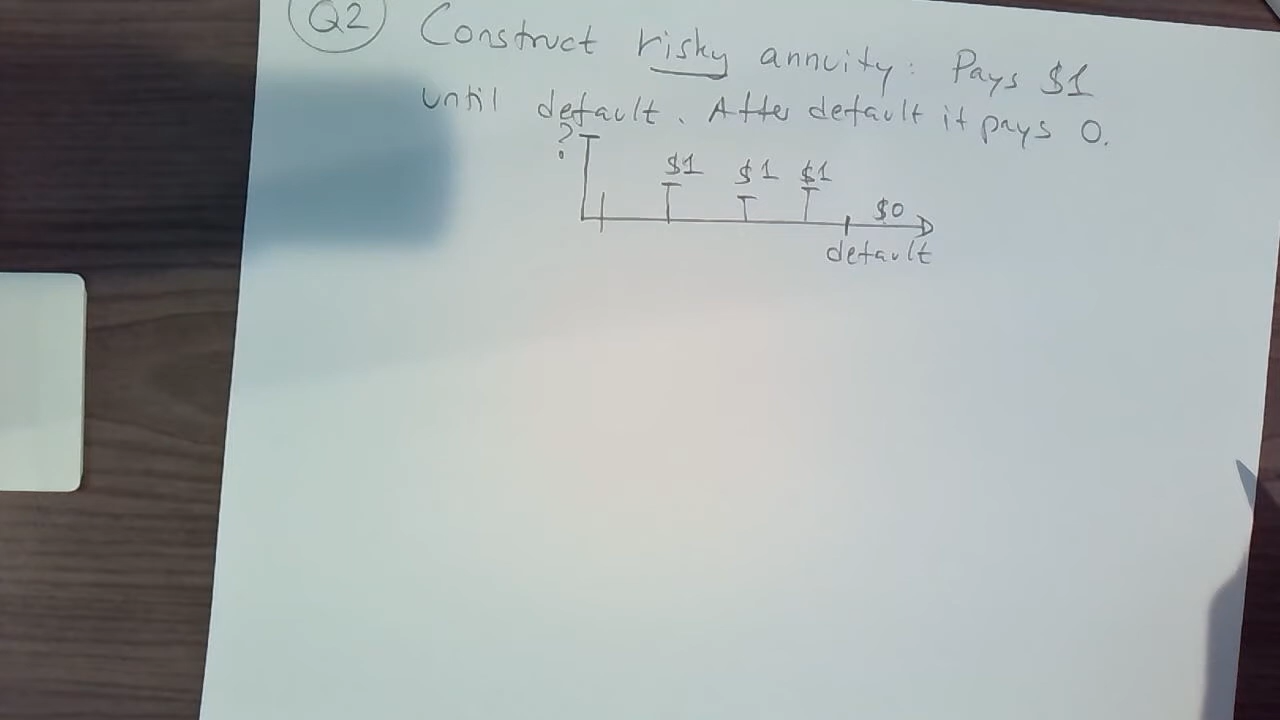 Q2 Construct risky annuity: Pays $1
until default. After default it pays 0.
?
$1 $1 $1 $0
default